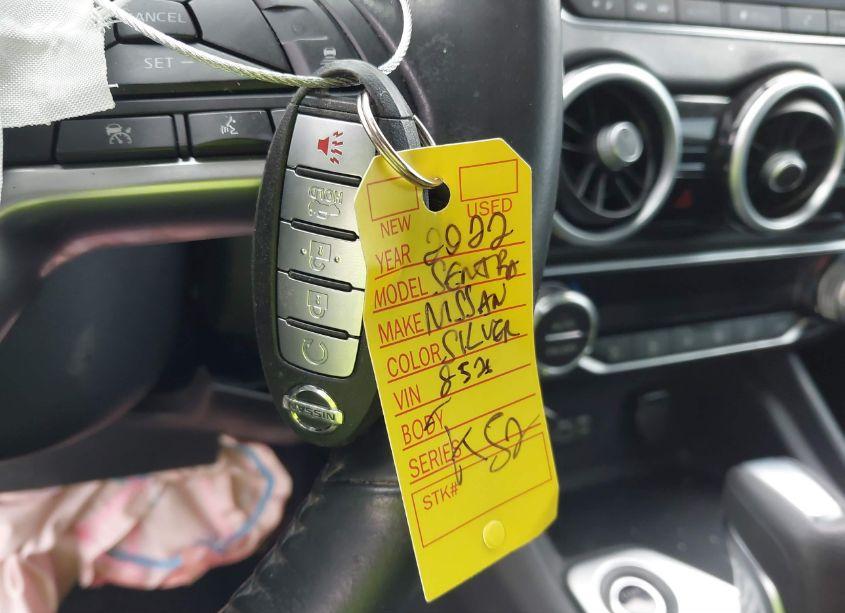 CANCEL
SET -
HOLD
NISSAN
NEW USED
YEAR 2022
MODEL SENTRA
MAKE NISSAN
COLOR SILVER
VIN
BODY
SERIES
STK#